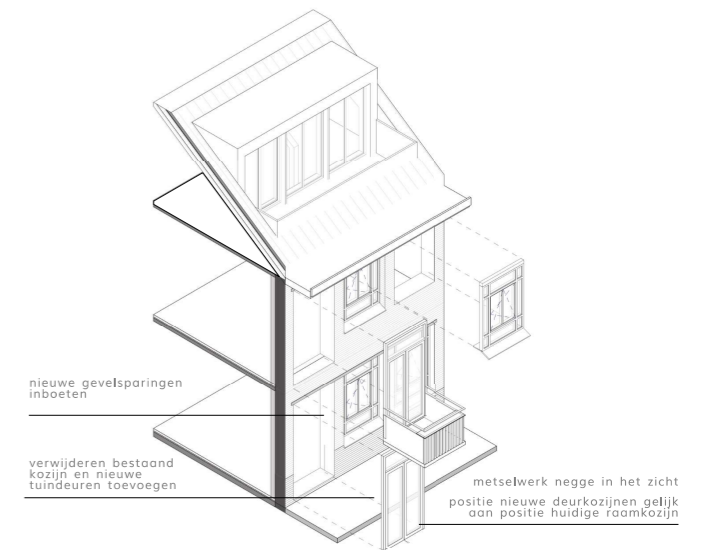 nieuwe gevelsparingen
inboeten
verwijderen bestaand
kozijn en nieuwe
tuindeuren toevoegen
metselwerk negge in het zicht
positie nieuwe deurkozijnen gelijk
aan positie huidige raamkozijn